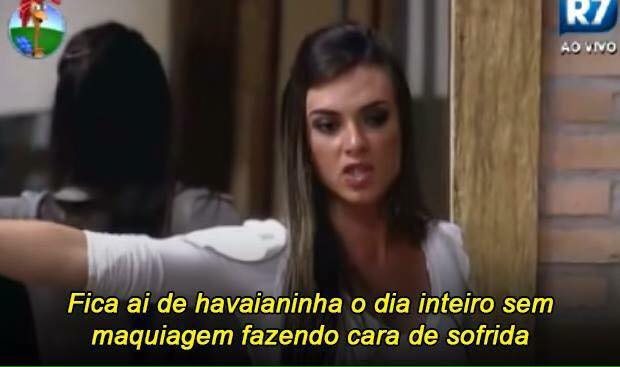 R7
AO VIVO
Fica ai de havaianinha o dia inteiro sem
maquiagem fazendo cara de sofrida